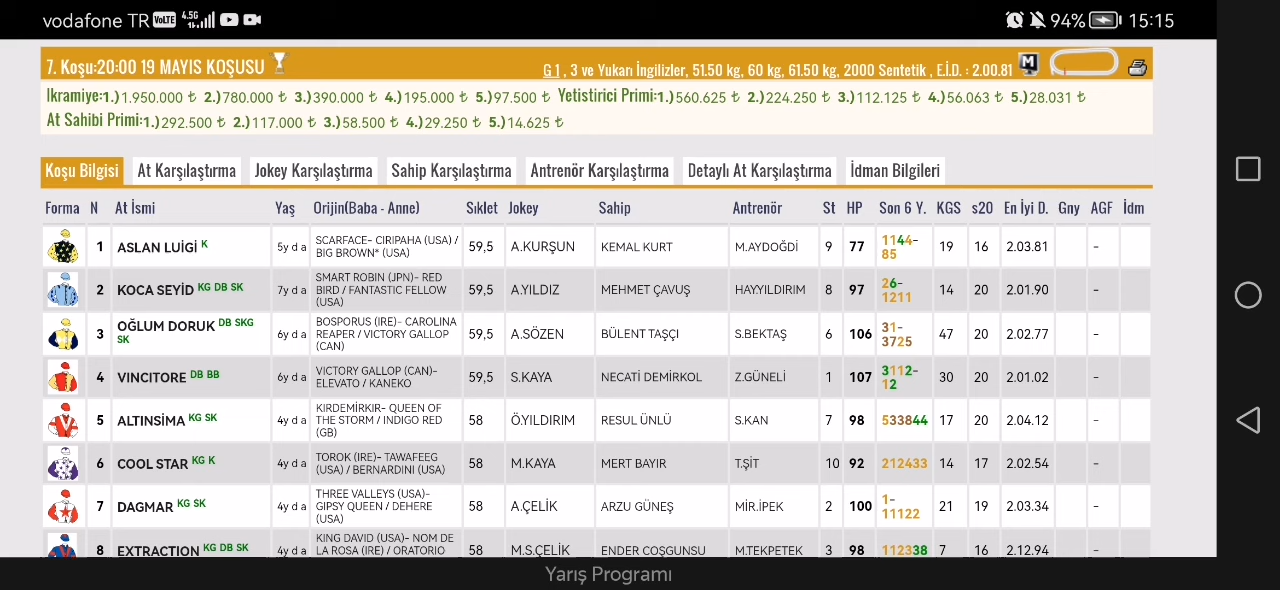 vodafone TR VoLTE 4.5G 94% 15:15
7. Koşu:20:00 19 MAYIS KOŞUSU
G 1 , 3 ve Yukarı İngilizler, 51.50 kg, 60 kg, 61.50 kg, 2000 Sentetik , E.İ.D. : 2.00.81 M
Ikramiye:1.)1.950.000 ₺ 2.)780.000 ₺ 3.)390.000 ₺ 4.)195.000 ₺ 5.)97.500 ₺ Yetistirici Primi:1.)560.625 ₺ 2.)224.250 ₺ 3.)112.125 ₺ 4.)56.063 ₺ 5.)28.031 ₺
At Sahibi Primi:1.)292.500 ₺ 2.)117.000 ₺ 3.)58.500 ₺ 4.)29.250 ₺ 5.)14.625 ₺
Koşu Bilgisi At Karşılaştırma Jokey Karşılaştırma Sahip Karşılaştırma Antrenör Karşılaştırma Detaylı At Karşılaştırma İdman Bilgileri
Forma N At İsmi Yaş Orijin(Baba - Anne) Sıklet Jokey Sahip Antrenör St HP Son 6 Y. KGS s20 En İyi D. Gny AGF İdm
1 ASLAN LUİGİ K 5y d a SCARFACE- CIRIPAHA (USA) / BIG BROWN* (USA) 59,5 A.KURŞUN KEMAL KURT M.AYDOĞDİ 9 77 1144-85 19 16 2.03.81 -
2 KOCA SEYİD KG DB SK 7y d a SMART ROBIN (JPN)- RED BIRD / FANTASTIC FELLOW (USA) 59,5 A.YILDIZ MEHMET ÇAVUŞ HAY.YILDIRIM 8 97 26-1211 14 20 2.01.90 -
3 OĞLUM DORUK DB SKG SK 6y d a BOSPORUS (IRE)- CAROLINA REAPER / VICTORY GALLOP (CAN) 59,5 A.SÖZEN BÜLENT TAŞÇI S.BEKTAŞ 6 106 31-3725 47 20 2.02.77 -
4 VINCITORE DB BB 6y d a VICTORY GALLOP (CAN)- ELEVATO / KANEKO 59,5 S.KAYA NECATİ DEMİRKOL Z.GÜNELİ 1 107 3112-12 30 20 2.01.02 -
5 ALTINSİMA KG SK 4y d a KIRDEMİRKIR- QUEEN OF THE STORM / INDIGO RED (GB) 58 Ö.YILDIRIM RESUL ÜNLÜ S.KAN 7 98 533844 17 20 2.04.12 -
6 COOL STAR KG K 4y d a TOROK (IRE)- TAWAFEEG (USA) / BERNARDINI (USA) 58 M.KAYA MERT BAYIR T.ŞİT 10 92 212433 14 17 2.02.54 -
7 DAGMAR KG SK 4y d a THREE VALLEYS (USA)- GIPSY QUEEN / DEHERE (USA) 58 A.ÇELİK ARZU GÜNEŞ MİR.İPEK 2 100 1-11122 21 19 2.03.34 -
8 EXTRACTION KG DB SK 4y d a KING DAVID (USA)- NOM DE LA ROSA (IRE) / ORATORIO 58 M.S.ÇELİK ENDER COŞGUNSU M.TEKPETEK 3 98 112338 7 16 2.12.94 -
Yarış Programı